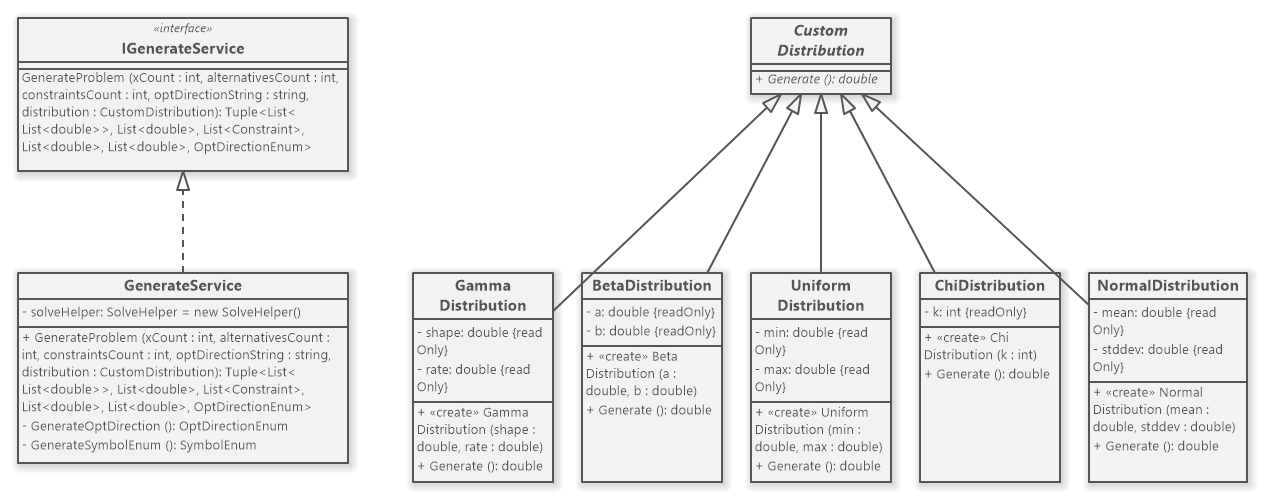 «interface»
IGenerateService
GenerateProblem (xCount : int, alternativesCount : int,
constraintsCount : int, optDirectionString : string,
distribution : CustomDistribution): Tuple<List<
List<double>>, List<double>, List<Constraint>,
List<double>, List<double>, OptDirectionEnum>
GenerateService
- solveHelper: SolveHelper = new SolveHelper()
+ GenerateProblem (xCount : int, alternativesCount :
int, constraintsCount : int, optDirectionString : string,
distribution : CustomDistribution): Tuple<List<
List<double>>, List<double>, List<Constraint>,
List<double>, List<double>, OptDirectionEnum>
- GenerateOptDirection (): OptDirectionEnum
- GenerateSymbolEnum (): SymbolEnum
Custom
Distribution
+ Generate (): double
Gamma
Distribution
- shape: double {read
Only}
- rate: double {read
Only}
+ «create» Gamma
Distribution (shape :
double, rate : double)
+ Generate (): double
BetaDistribution
- a: double {readOnly}
- b: double {readOnly}
+ «create» Beta
Distribution (a :
double, b : double)
+ Generate (): double
Uniform
Distribution
- min: double {read
Only}
- max: double {read
Only}
+ «create» Uniform
Distribution (min :
double, max : double)
+ Generate (): double
ChiDistribution
- k: int {readOnly}
+ «create» Chi
Distribution (k : int)
+ Generate (): double
NormalDistribution
- mean: double {read
Only}
- stddev: double {read
Only}
+ «create» Normal
Distribution (mean :
double, stddev : double)
+ Generate (): double